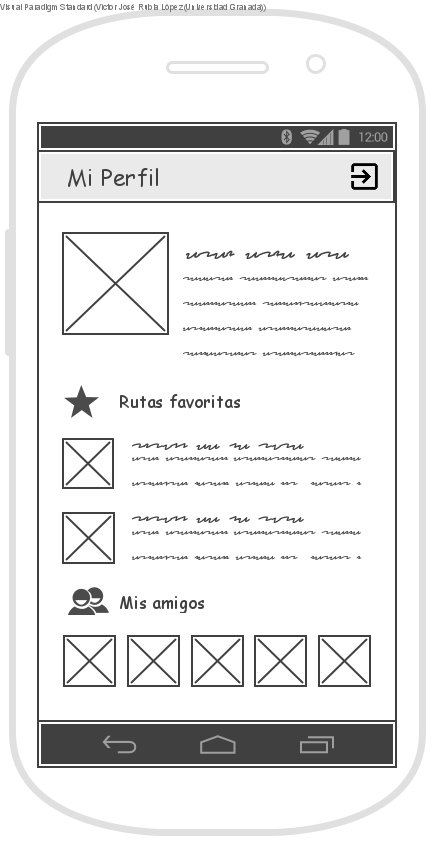 Visual Paradigm Standard (Víctor José Rubia López (Universidad Granada))
12:00
Mi Perfil
Rutas favoritas
Mis amigos